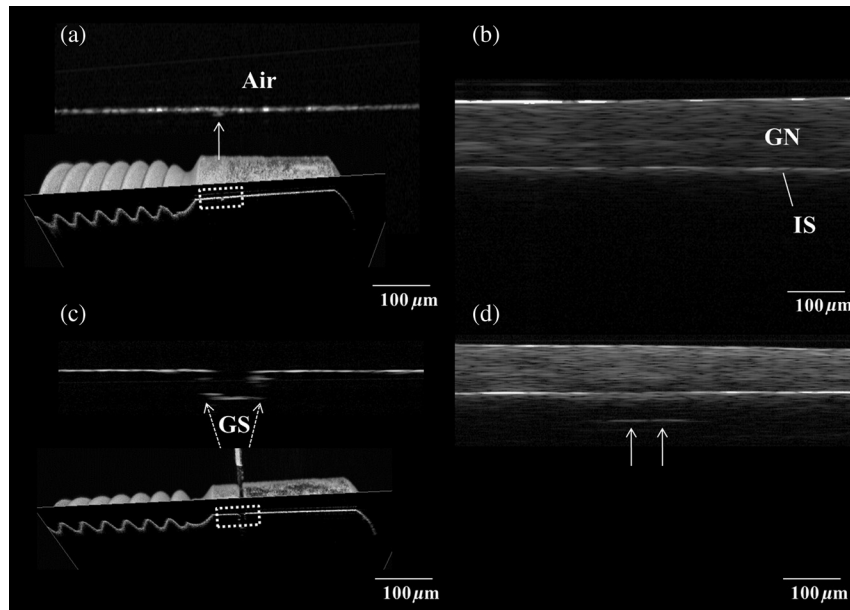 (a)
Air
100 μm
(b)
GN
IS
100 μm
(c)
GS
100 μm
(d)
100 μm